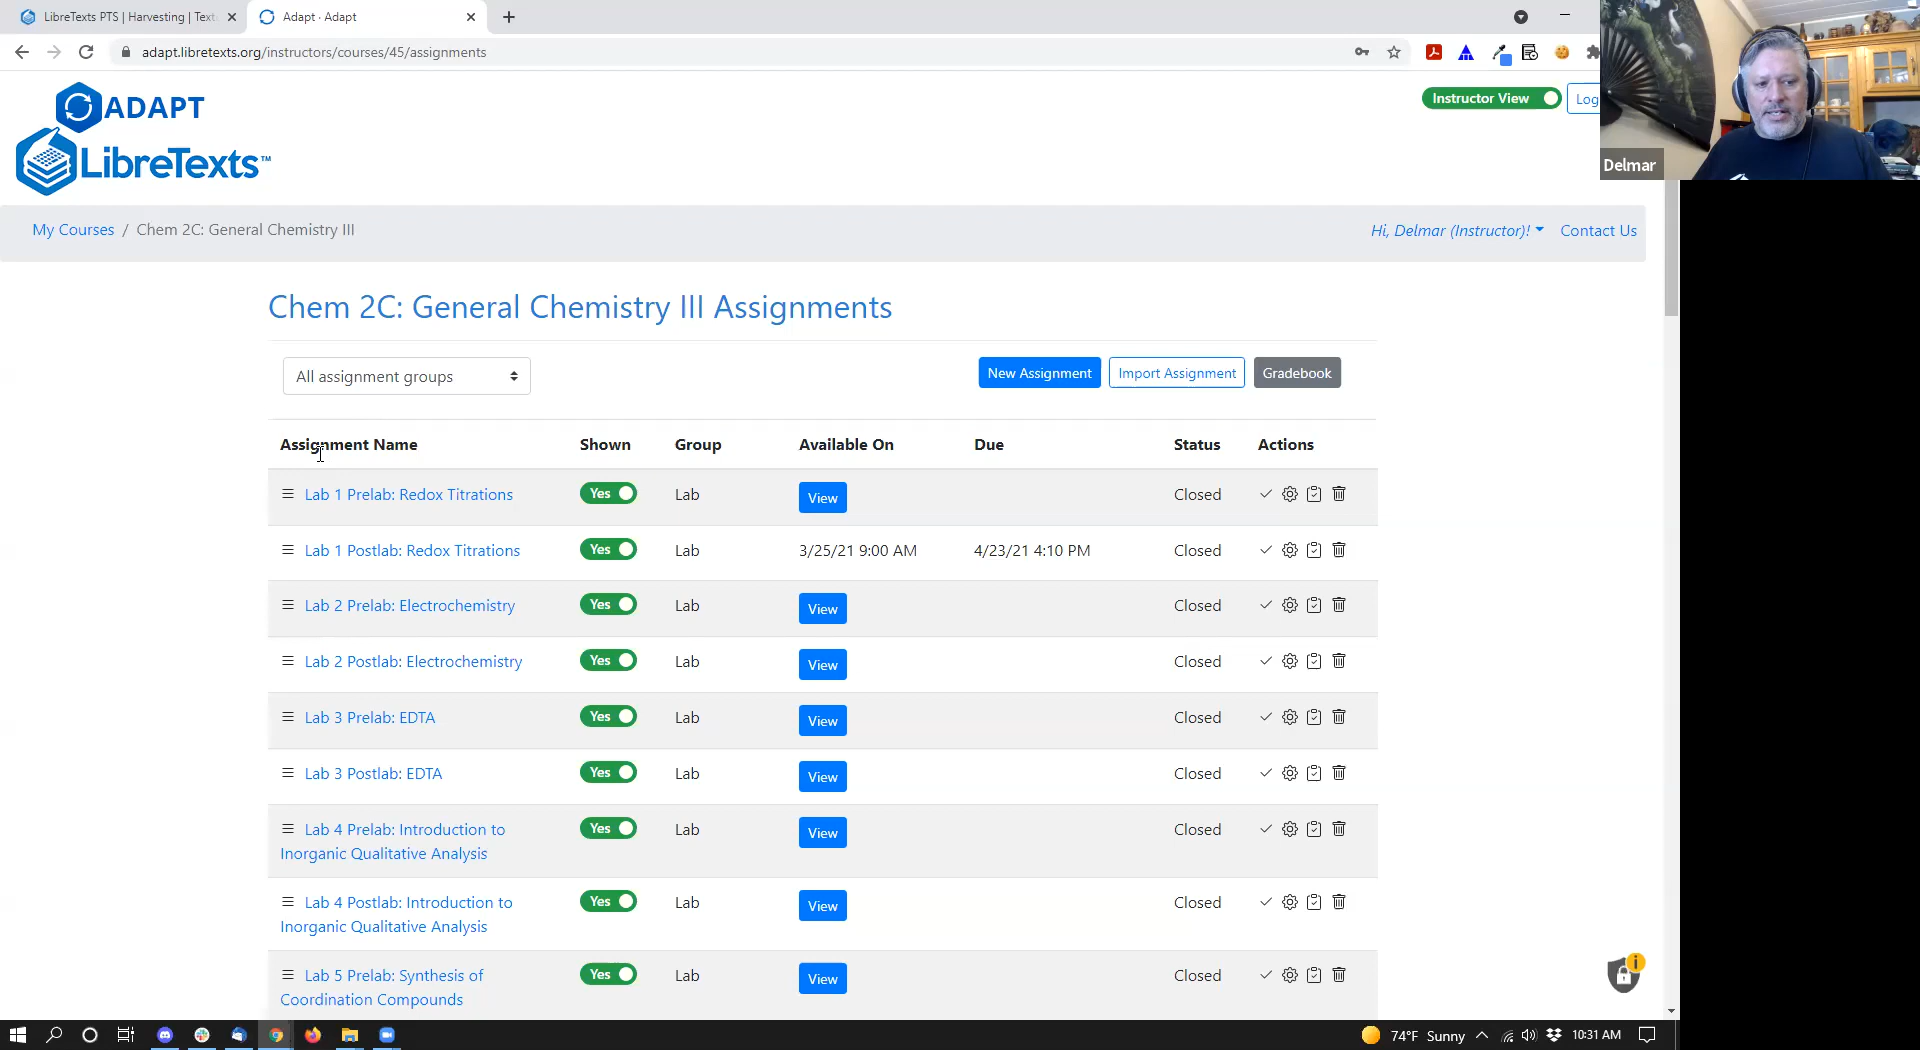 LibreTexts PTS | Harvesting | Text
Adapt · Adapt
adapt.libretexts.org/instructors/courses/45/assignments
ADAPT
LibreTexts™
Instructor View
Log
Delmar
My Courses / Chem 2C: General Chemistry III
Hi, Delmar (Instructor)!
Contact Us
Chem 2C: General Chemistry III Assignments
All assignment groups
New Assignment
Import Assignment
Gradebook
Assignment Name Shown Group Available On Due Status Actions
Lab 1 Prelab: Redox Titrations Yes Lab View Closed
Lab 1 Postlab: Redox Titrations Yes Lab 3/25/21 9:00 AM 4/23/21 4:10 PM Closed
Lab 2 Prelab: Electrochemistry Yes Lab View Closed
Lab 2 Postlab: Electrochemistry Yes Lab View Closed
Lab 3 Prelab: EDTA Yes Lab View Closed
Lab 3 Postlab: EDTA Yes Lab View Closed
Lab 4 Prelab: Introduction to Yes Lab View Closed
Inorganic Qualitative Analysis
Lab 4 Postlab: Introduction to Yes Lab View Closed
Inorganic Qualitative Analysis
Lab 5 Prelab: Synthesis of Yes Lab View Closed
Coordination Compounds
74°F Sunny 10:31 AM